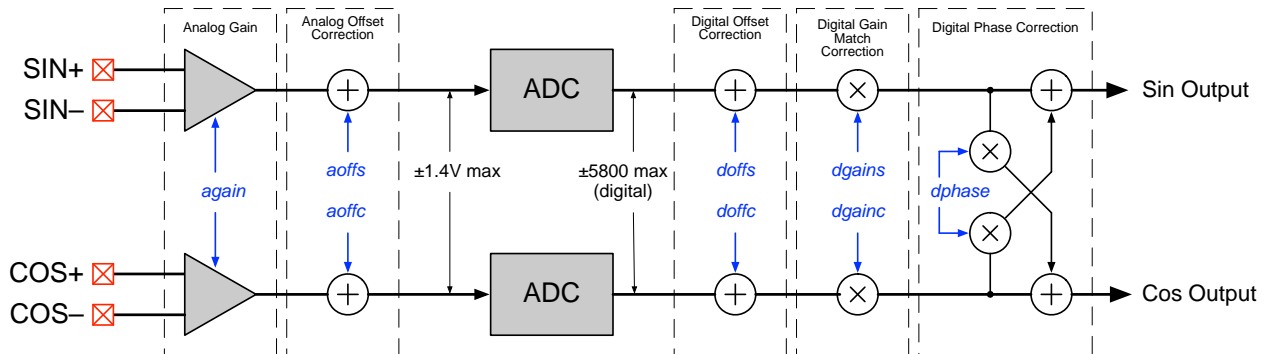 Analog Gain
Analog Offset
Correction
Digital Offset
Correction
Digital Gain
Match
Correction
Digital Phase Correction
SIN+
SIN–
ADC
Sin Output
again
aoffs
aoffc
±1.4V max
±5800 max
(digital)
doffs
doffc
dgains
dgainc
dphase
COS+
COS–
ADC
Cos Output